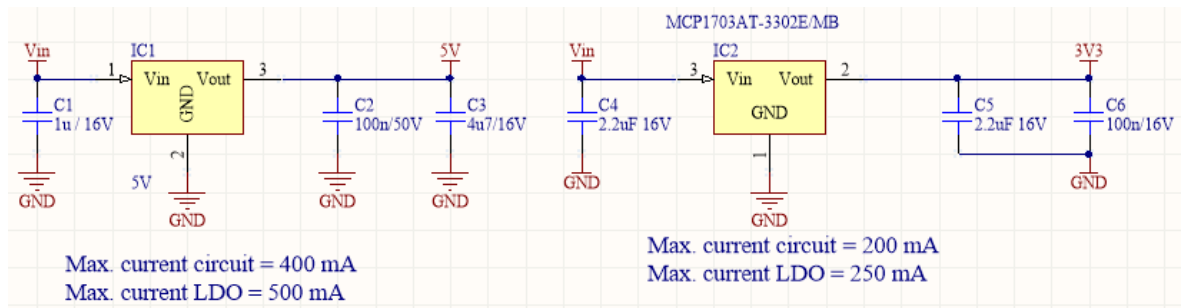 MCP1703AT-3302E/MB
Vin
IC1
5V
1
Vin
Vout
3
GND
2
C1
1u / 16V
C2
100n/50V
C3
4u7/16V
5V
GND
GND
GND
GND
Max. current circuit = 400 mA
Max. current LDO = 500 mA
Vin
IC2
3V3
3
Vin
Vout
2
GND
1
C4
2.2uF 16V
C5
2.2uF 16V
C6
100n/16V
GND
GND
GND
Max. current circuit = 200 mA
Max. current LDO = 250 mA